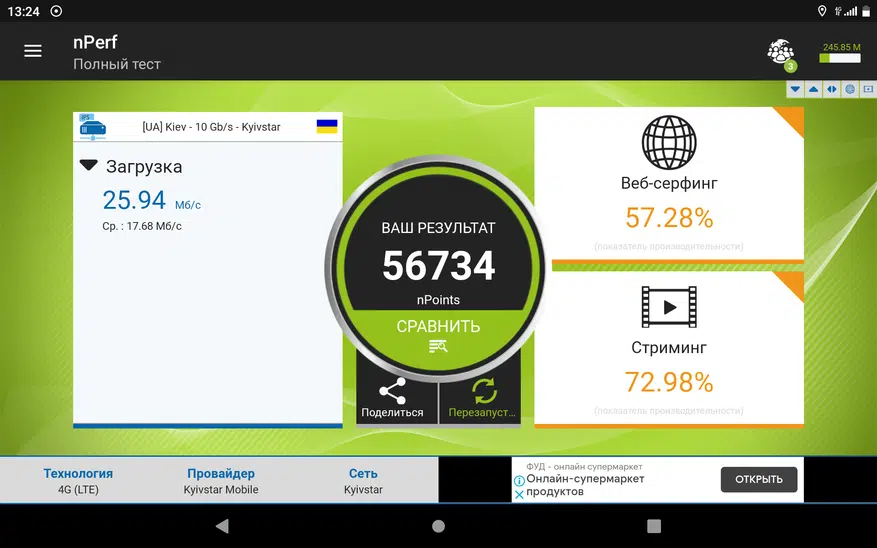 13:24
nPerf
Полный тест
3
245.85 M
[UA] Kiev - 10 Gb/s - Kyivstar
Загрузка
25.94 Мб/с
Ср. : 17.68 Мб/с
ВАШ РЕЗУЛЬТАТ
56734
nPoints
СРАВНИТЬ
Поделиться
Перезапуст...
Веб-серфинг
57.28%
(показатель производительности)
Стриминг
72.98%
(показатель производительности)
Технология
4G (LTE)
Провайдер
Kyivstar Mobile
Сеть
Kyivstar
ФУД - онлайн супермаркет
Онлайн-супермаркет
продуктов
ОТКРЫТЬ